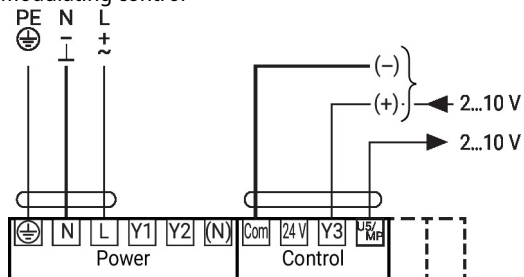 modulating control
PE N L
– +
⊥ ~
(–)
(+) 2...10 V
2...10 V
N L Y1 Y2 (N) Com 24 V Y3 U5/MP
Power Control